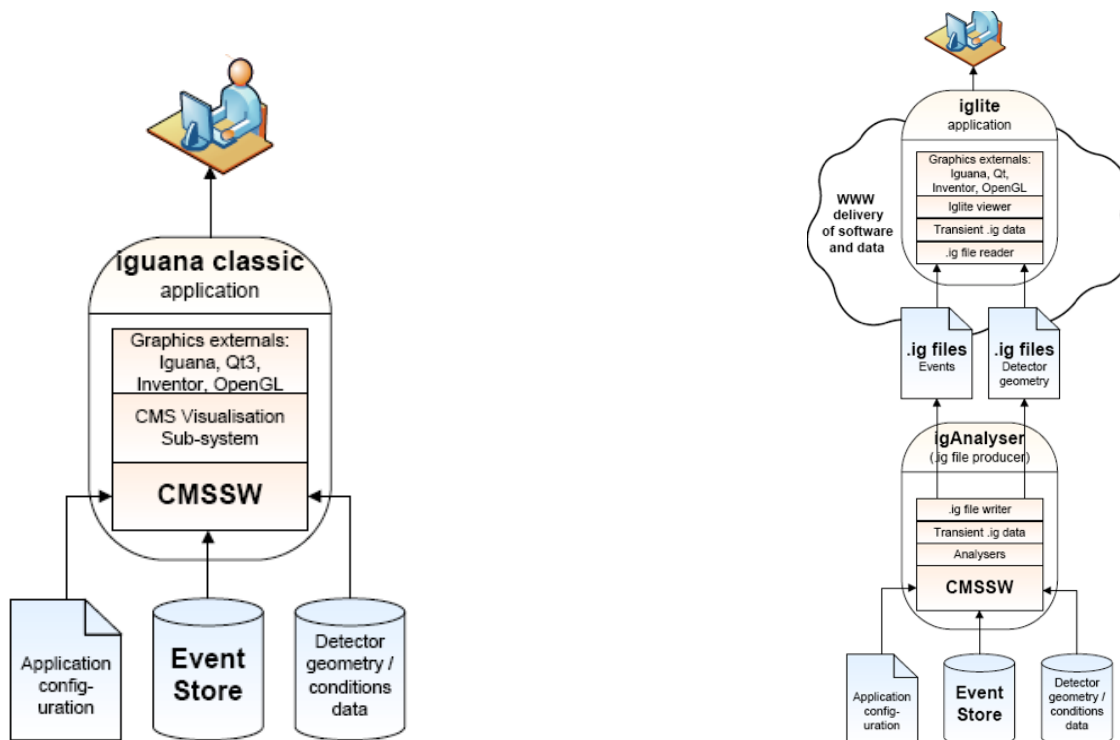 iguana classic
application
Graphics externals:
Iguana, Qt3,
Inventor, OpenGL
CMS Visualisation
Sub-system
CMSSW
Application
config-
uration
Event
Store
Detector
geometry /
conditions
data
iglite
application
Graphics externals:
Iguana, Qt,
Inventor, OpenGL
Iglite viewer
Transient .ig data
.ig file reader
WWW
delivery
of software
and data
.ig files
Events
.ig files
Detector
geometry
igAnalyser
(.ig file producer)
.ig file writer
Transient .ig data
Analysers
CMSSW
Application
config-
uration
Event
Store
Detector
geometry /
conditions
data